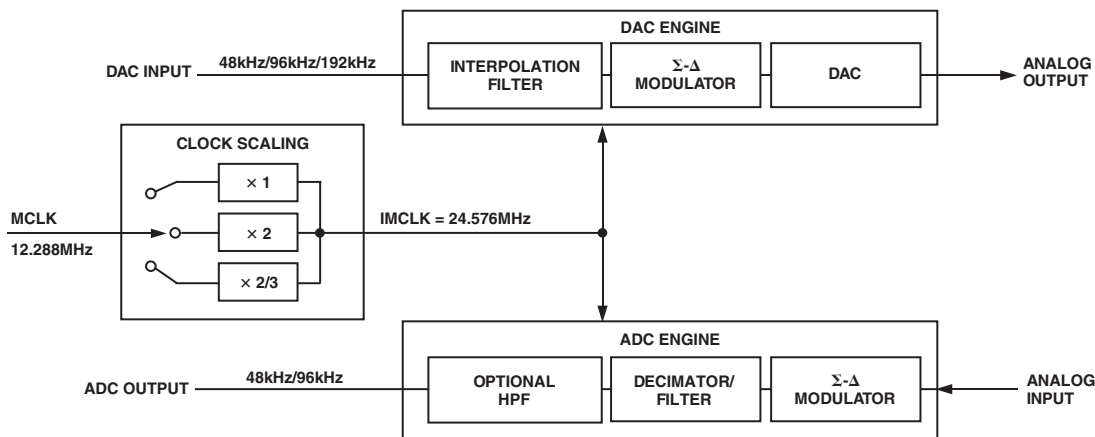 DAC ENGINE
DAC INPUT
48kHz/96kHz/192kHz
INTERPOLATION
FILTER
Σ-Δ
MODULATOR
DAC
ANALOG
OUTPUT
CLOCK SCALING
× 1
MCLK
12.288MHz
× 2
IMCLK = 24.576MHz
× 2/3
ADC ENGINE
ADC OUTPUT
48kHz/96kHz
OPTIONAL
HPF
DECIMATOR/
FILTER
Σ-Δ
MODULATOR
ANALOG
INPUT